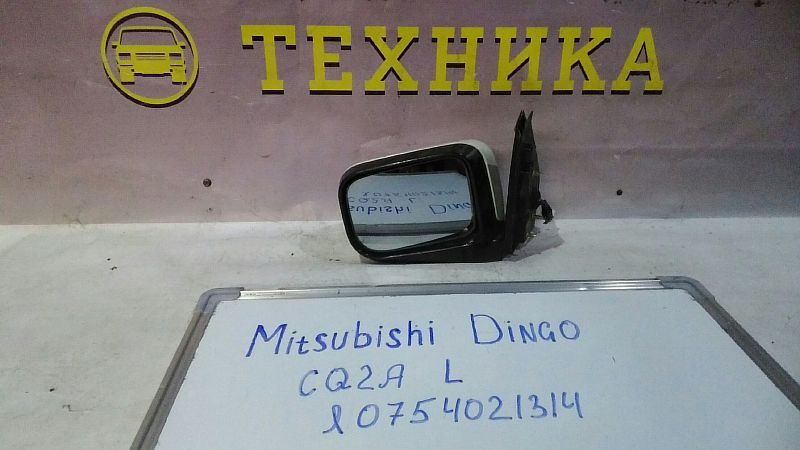 ТЕХНИКА
Mitsubishi DINGO
CQ2A L
l0754021314